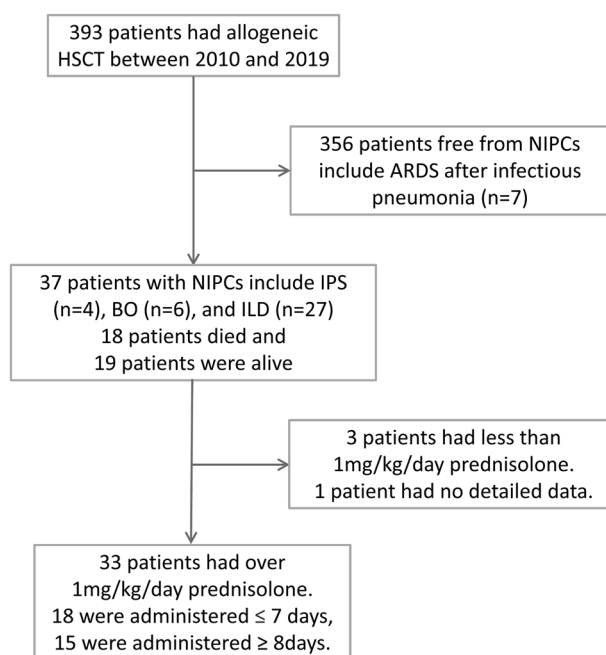 393 patients had allogeneic
HSCT between 2010 and 2019
356 patients free from NIPCs
include ARDS after infectious
pneumonia (n=7)
37 patients with NIPCs include IPS
(n=4), BO (n=6), and ILD (n=27)
18 patients died and
19 patients were alive
3 patients had less than
1mg/kg/day prednisolone.
1 patient had no detailed data.
33 patients had over
1mg/kg/day prednisolone.
18 were administered ≤ 7 days,
15 were administered ≥ 8days.